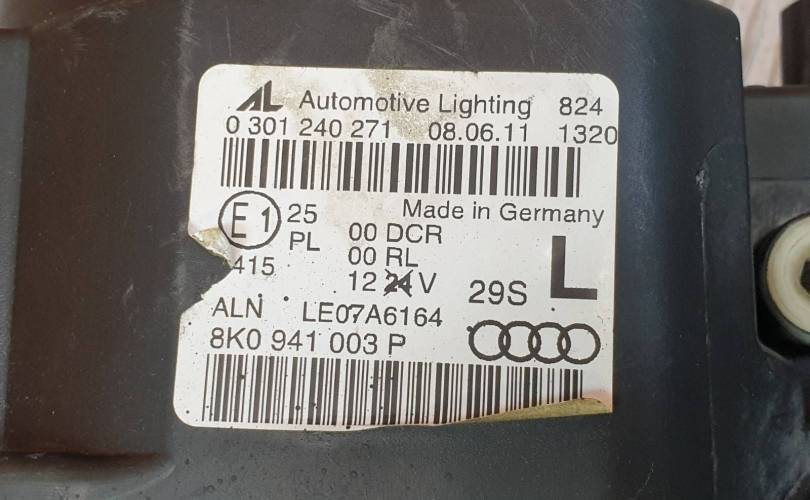 AL Automotive Lighting 824
0 301 240 271 08.06.11 1320
E1 25 Made in Germany
PL 00 DCR
415 00 RL
12 24 V 29S L
ALN LE07A6164
8K0 941 003 P